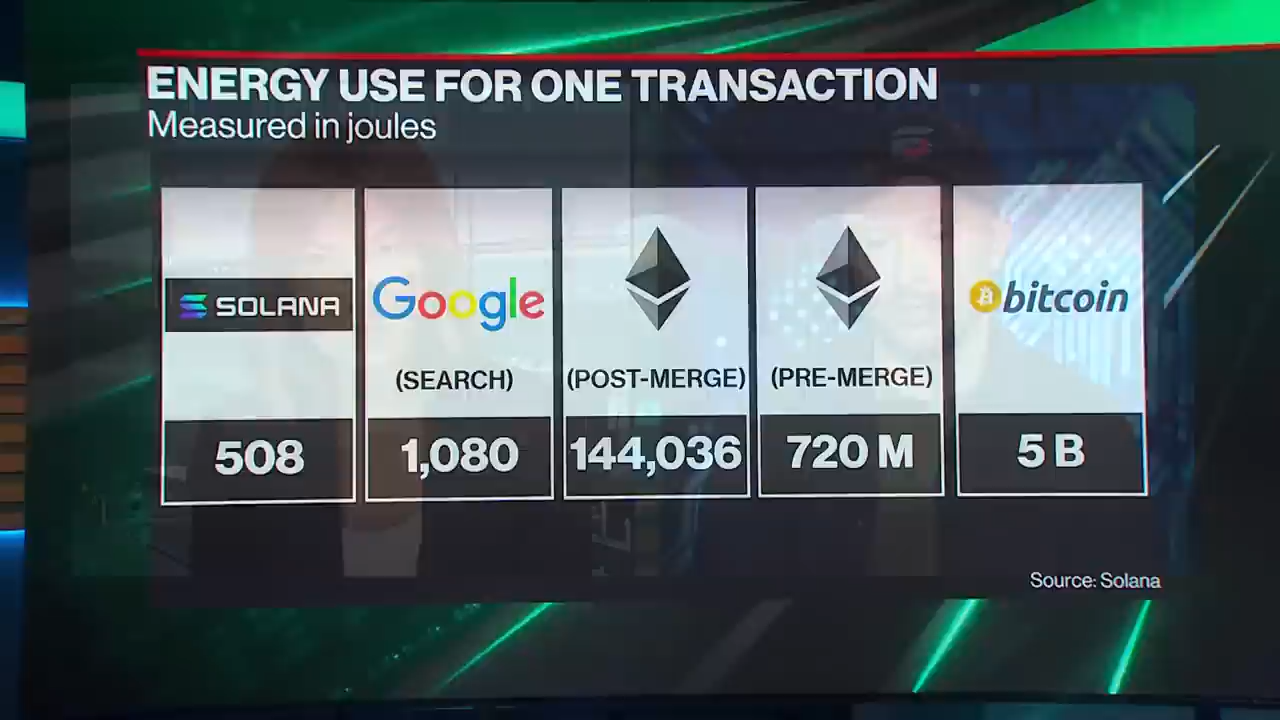 ENERGY USE FOR ONE TRANSACTION
Measured in joules
SOLANA
Google
bitcoin
(SEARCH)
(POST-MERGE)
(PRE-MERGE)
508
1,080
144,036
720 M
5 B
Source: Solana